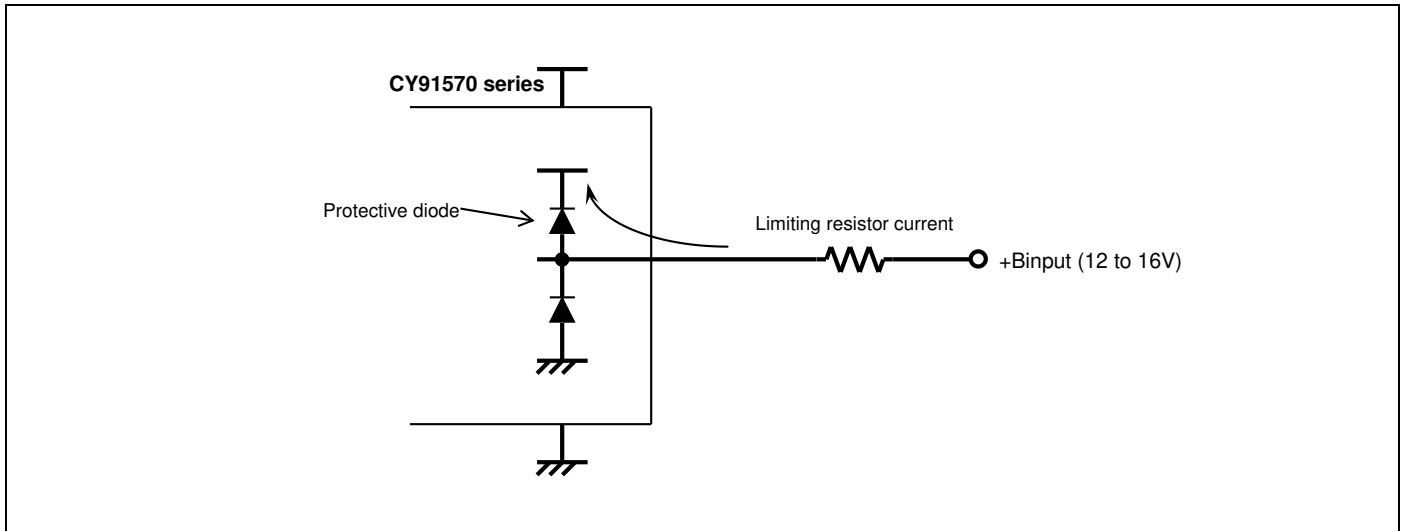 CY91570 series
Protective diode
Limiting resistor current
+Binput (12 to 16V)